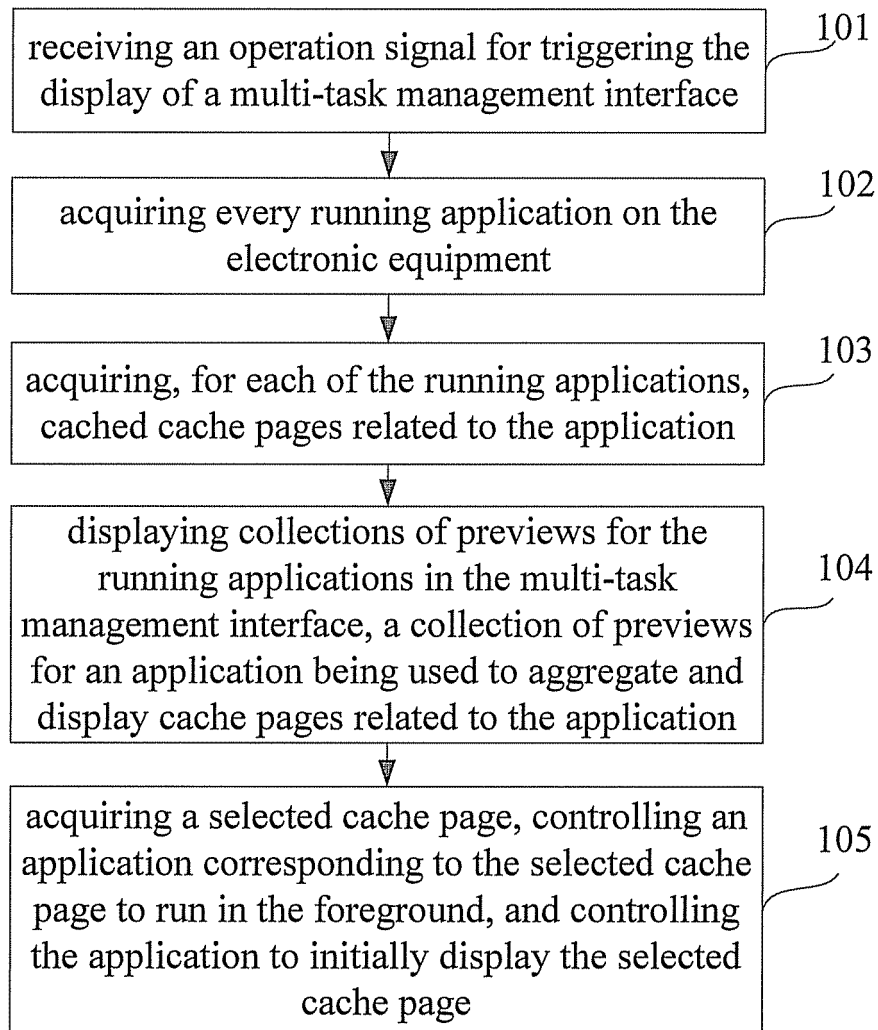 receiving an operation signal for triggering the
display of a multi-task management interface
101
acquiring every running application on the
electronic equipment
102
acquiring, for each of the running applications,
cached cache pages related to the application
103
displaying collections of previews for the
running applications in the multi-task
management interface, a collection of previews
for an application being used to aggregate and
display cache pages related to the application
104
acquiring a selected cache page, controlling an
application corresponding to the selected cache
page to run in the foreground, and controlling
the application to initially display the selected
cache page
105